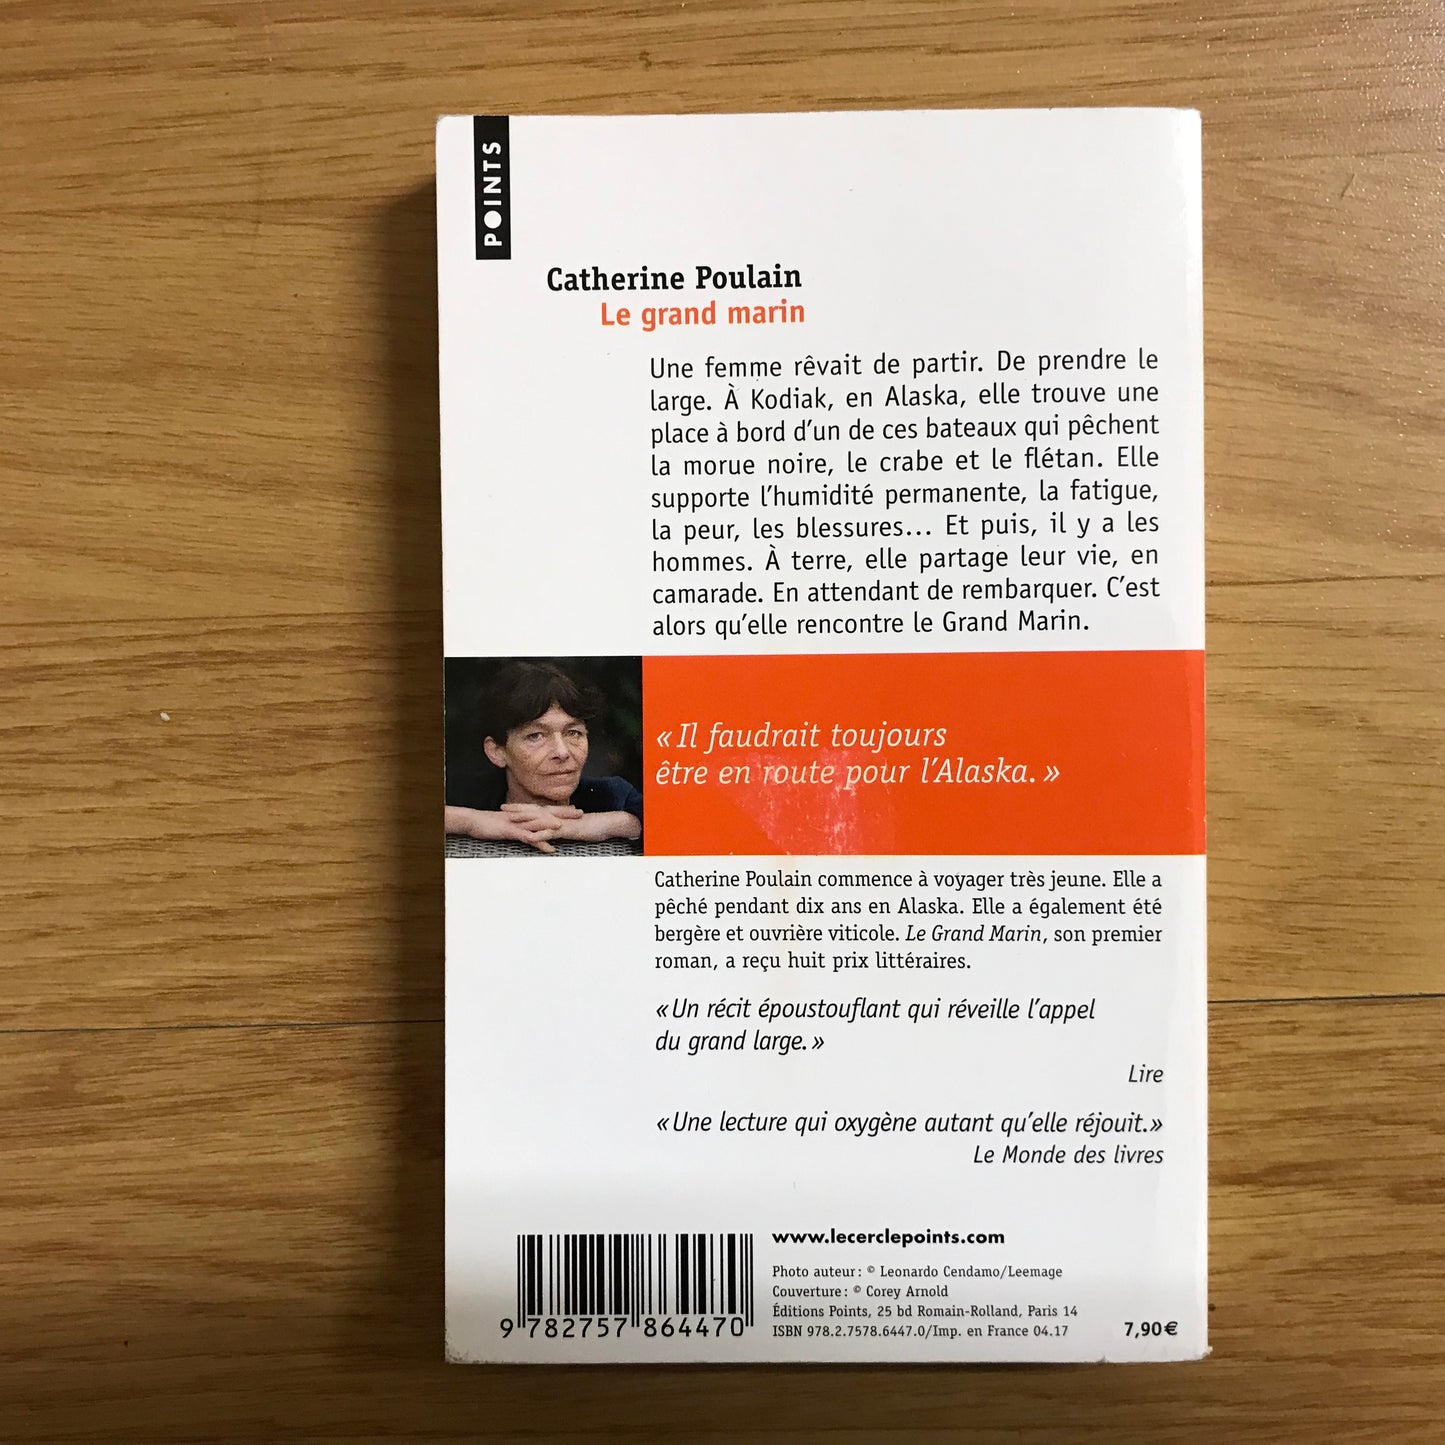 POINTS
Catherine Poulain
Le grand marin
Une femme rêvait de partir. De prendre le
large. À Kodiak, en Alaska, elle trouve une
place à bord d'un de ces bateaux qui pêchent
la morue noire, le crabe et le flétan. Elle
supporte l'humidité permanente, la fatigue,
la peur, les blessures... Et puis, il y a les
hommes. À terre, elle partage leur vie, en
camarade. En attendant de rembarquer. C'est
alors qu'elle rencontre le Grand Marin.
« Il faudrait toujours
être en route pour l'Alaska. »
Catherine Poulain commence à voyager très jeune. Elle a
pêché pendant dix ans en Alaska. Elle a également été
bergère et ouvrière viticole. Le Grand Marin, son premier
roman, a reçu huit prix littéraires.
« Un récit époustouflant qui réveille l'appel
du grand large. »
Lire
« Une lecture qui oxygène autant qu'elle réjouit. »
Le Monde des livres
www.lecerclepoints.com
Photo auteur : © Leonardo Cendamo/Leemage
Couverture : © Corey Arnold
Éditions Points, 25 bd Romain-Rolland, Paris 14
ISBN 978.2.7578.6447.0/Imp. en France 04.17
7,90€
9 782757 864470